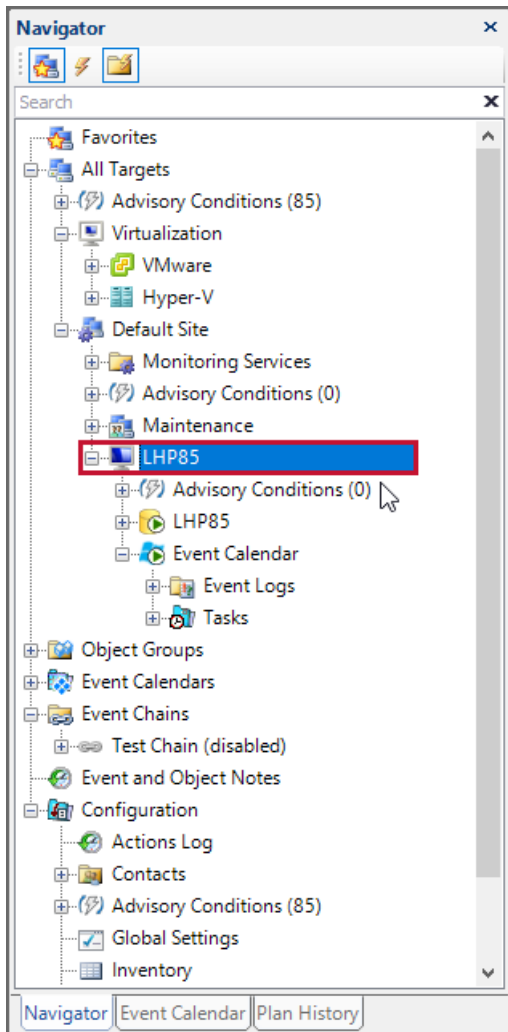 Navigator
Search
Favorites
All Targets
Advisory Conditions (85)
Virtualization
VMware
Hyper-V
Default Site
Monitoring Services
Advisory Conditions (0)
Maintenance
LHP85
Advisory Conditions (0)
LHP85
Event Calendar
Event Logs
Tasks
Object Groups
Event Calendars
Event Chains
Test Chain (disabled)
Event and Object Notes
Configuration
Actions Log
Contacts
Advisory Conditions (85)
Global Settings
Inventory
Navigator Event Calendar Plan History